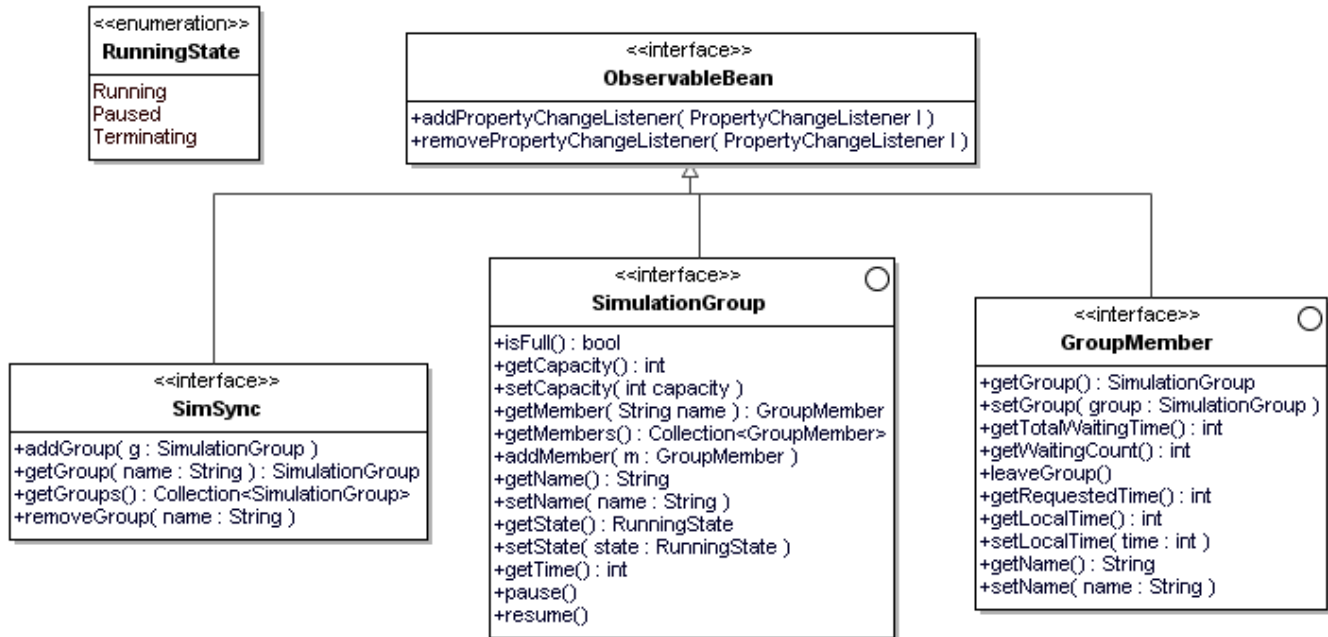 <<enumeration>>
RunningState
Running
Paused
Terminating
<<interface>>
ObservableBean
+addPropertyChangeListener( PropertyChangeListener l )
+removePropertyChangeListener( PropertyChangeListener l )
<<interface>>
SimSync
+addGroup( g : SimulationGroup )
+getGroup( name : String ) : SimulationGroup
+getGroups() : Collection<SimulationGroup>
+removeGroup( name : String )
<<interface>>
SimulationGroup
+isFull() : bool
+getCapacity() : int
+setCapacity( int capacity )
+getMember( String name ) : GroupMember
+getMembers() : Collection<GroupMember>
+addMember( m : GroupMember )
+getName() : String
+setName( name : String )
+getState() : RunningState
+setState( state : RunningState )
+getTime() : int
+pause()
+resume()
<<interface>>
GroupMember
+getGroup() : SimulationGroup
+setGroup( group : SimulationGroup )
+getTotalWaitingTime() : int
+getWaitingCount() : int
+leaveGroup()
+getRequestedTime() : int
+getLocalTime() : int
+setLocalTime( time : int )
+getName() : String
+setName( name : String )